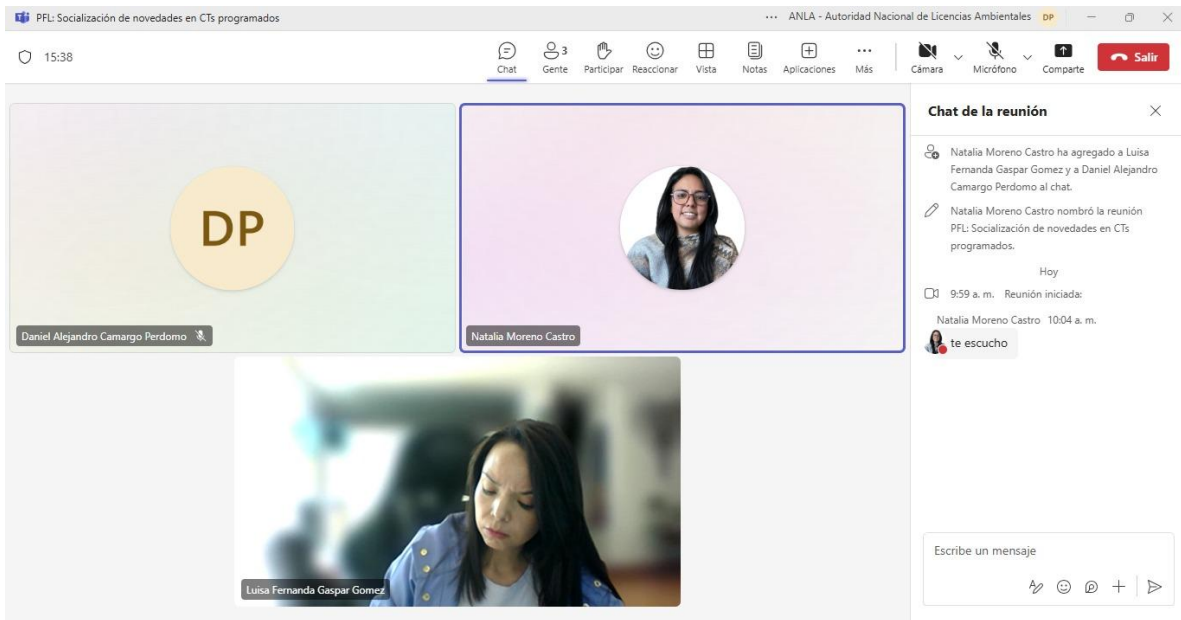 PFL: Socialización de novedades en CTs programados
ANLA - Autoridad Nacional de Licencias Ambientales
DP
15:38
Chat
3
Gente
Participar
Reaccionar
Vista
Notas
Aplicaciones
Más
Cámara
Micrófono
Comparte
Salir
DP
Daniel Alejandro Camargo Perdomo
Natalia Moreno Castro
Luisa Fernanda Gaspar Gomez
Chat de la reunión
Natalia Moreno Castro ha agregado a Luisa
Fernanda Gaspar Gomez y a Daniel Alejandro
Camargo Perdomo al chat.
Natalia Moreno Castro nombró la reunión
PFL: Socialización de novedades en CTs
programados.
Hoy
9:59 a. m. Reunión iniciada:
Natalia Moreno Castro 10:04 a. m.
te escucho
Escribe un mensaje